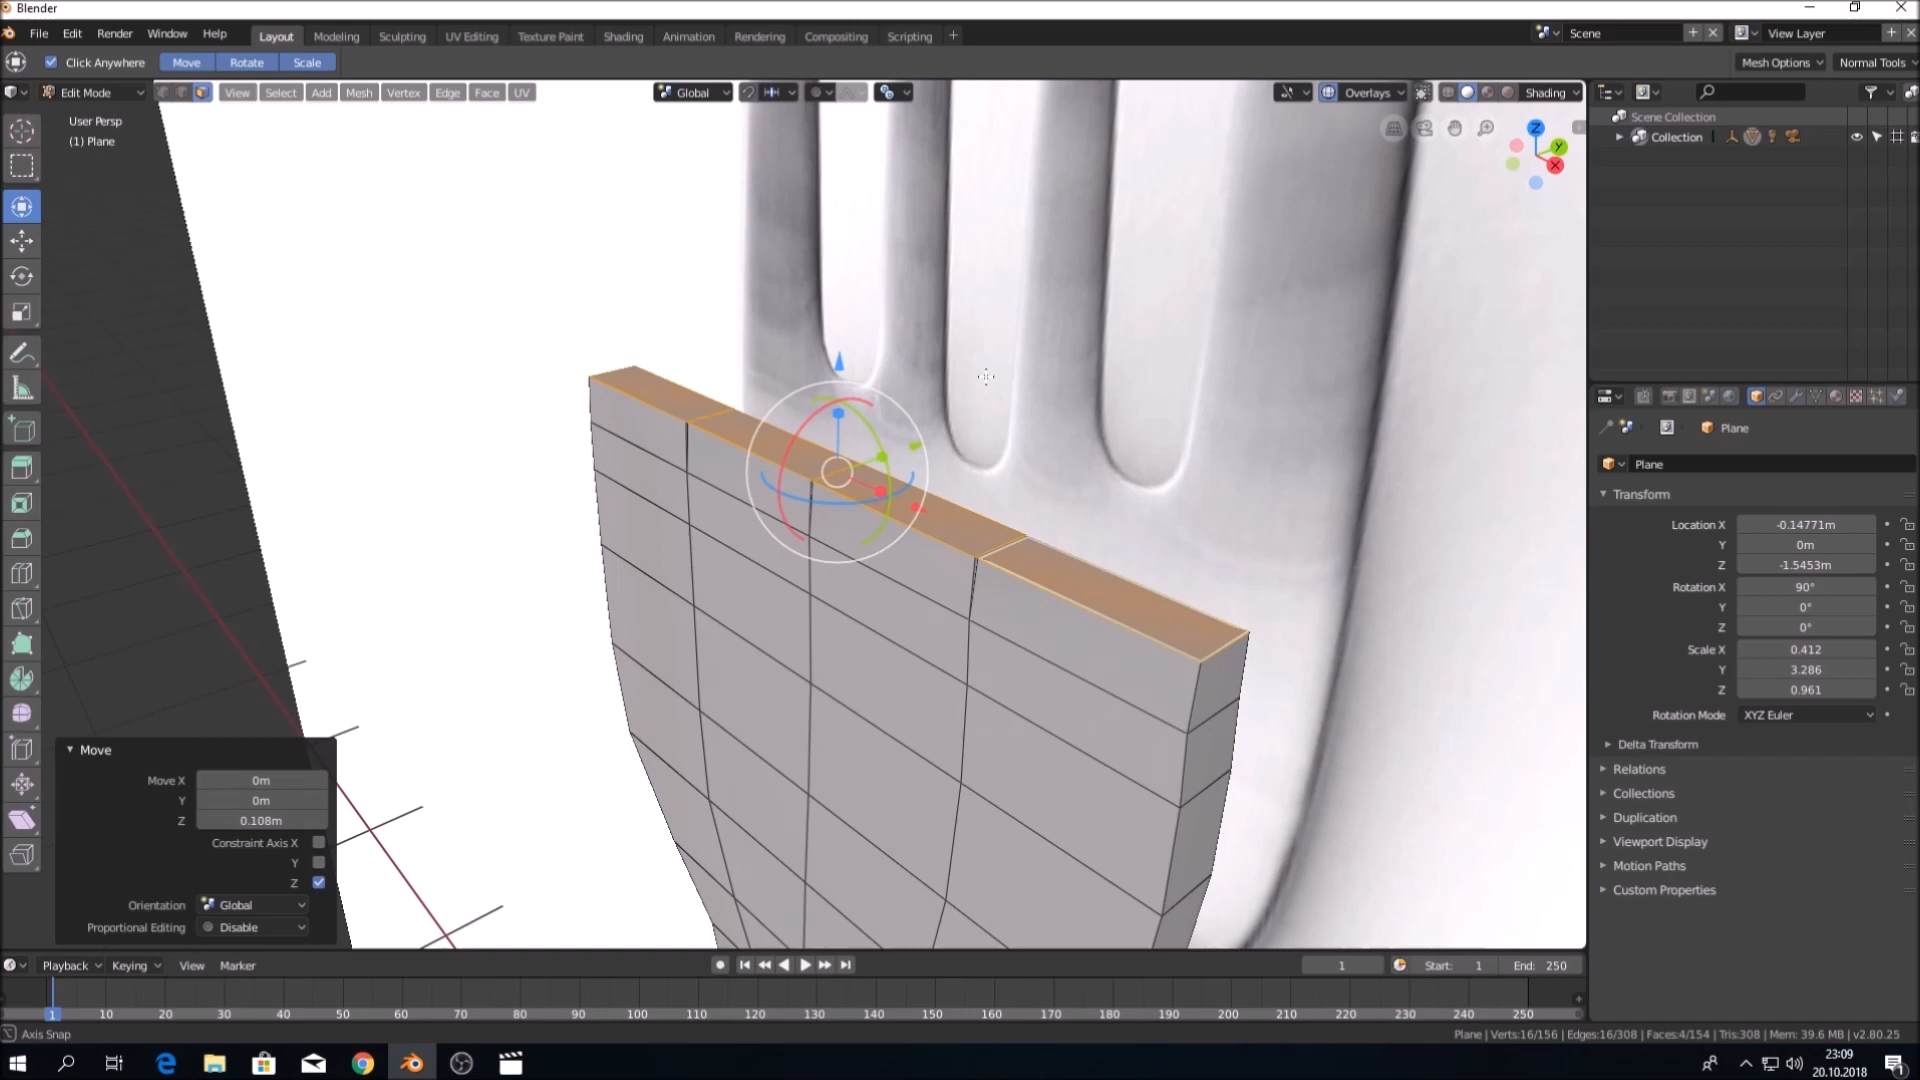 Blender
File Edit Render Window Help
Layout Modeling Sculpting UV Editing Texture Paint Shading Animation Rendering Compositing Scripting +
Scene
View Layer
Click Anywhere Move Rotate Scale
Mesh Options Normal Tools
Edit Mode View Select Add Mesh Vertex Edge Face UV
Global
Overlays Shading
User Persp
(1) Plane
Z
Y
X
Scene Collection
Collection
Plane
Plane
Transform
Location X -0.14771m
Y 0m
Z -1.5453m
Rotation X 90°
Y 0°
Z 0°
Scale X 0.412
Y 3.286
Z 0.961
Rotation Mode XYZ Euler
Delta Transform
Relations
Collections
Duplication
Viewport Display
Motion Paths
Custom Properties
Move
Move X 0m
Y 0m
Z 0.108m
Constraint Axis X
Y
Z
Orientation Global
Proportional Editing Disable
Playback Keying View Marker
1 Start: 1 End: 250
1 10 20 30 40 50 60 70 80 90 100 110 120 130 140 150 160 170 180 190 200 210 220 230 240 250
Axis Snap
Plane | Verts:16/156 | Edges:16/308 | Faces:4/154 | Tris:308 | Mem: 39.6 MB | v2.80.25
23:09
20.10.2018
1